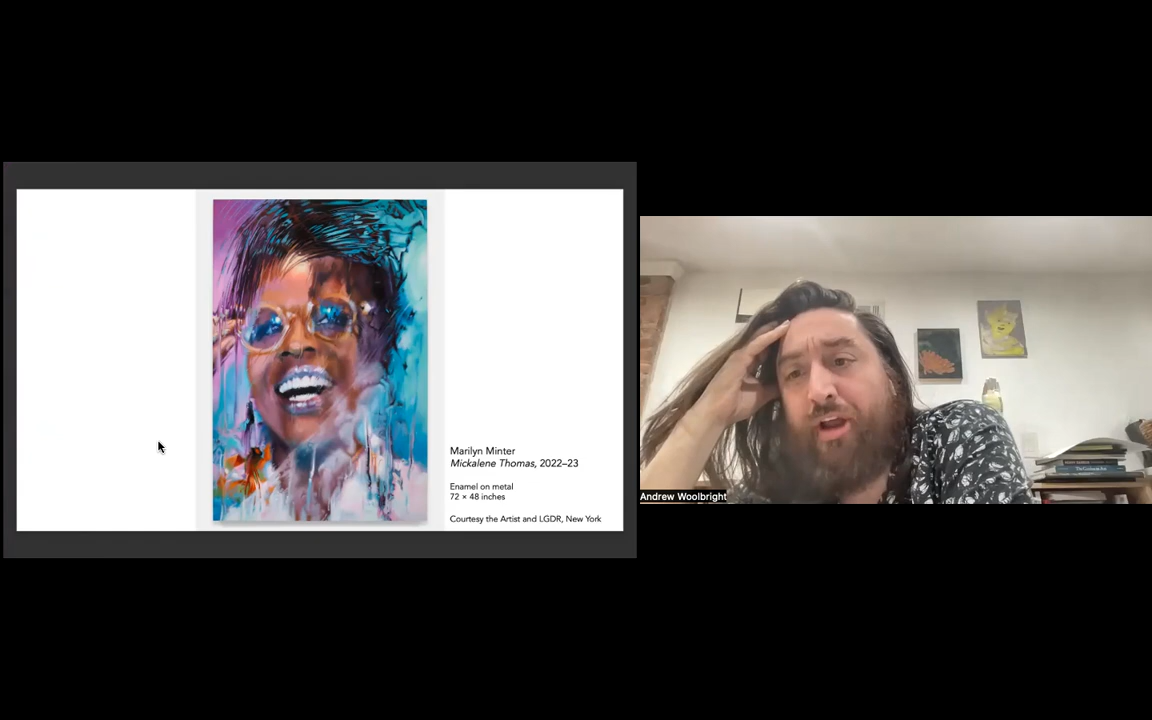 Marilyn Minter
Mickalene Thomas, 2022–23
Enamel on metal
72 × 48 inches
Courtesy the Artist and LGDR, New York
Andrew Woolbright